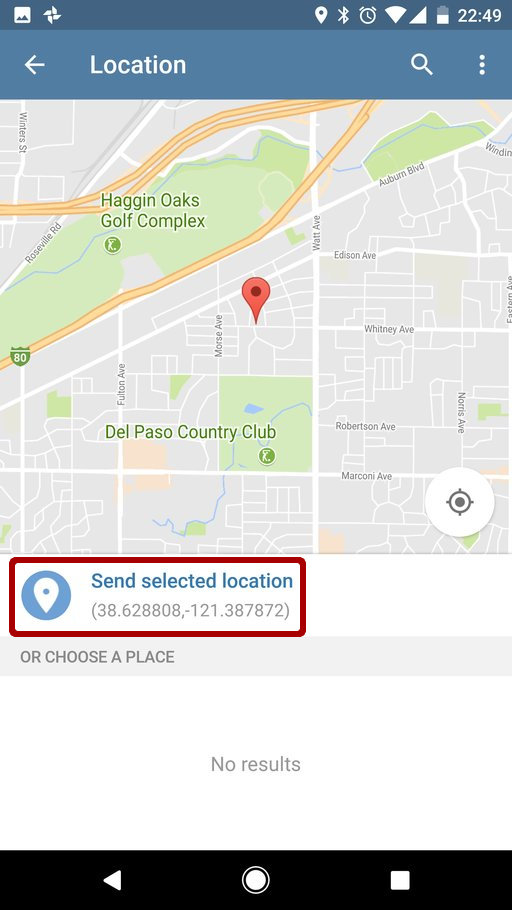 22:49
Location
Winters St
Windin
Auburn Blvd
Haggin Oaks
Golf Complex
Roseville Rd
Watt Ave
Edison Ave
Eastern Ave
Morse Ave
Whitney Ave
80
Fulton Ave
Norris Ave
Del Paso Country Club
Robertson Ave
Marconi Ave
Send selected location
(38.628808,-121.387872)
OR CHOOSE A PLACE
No results